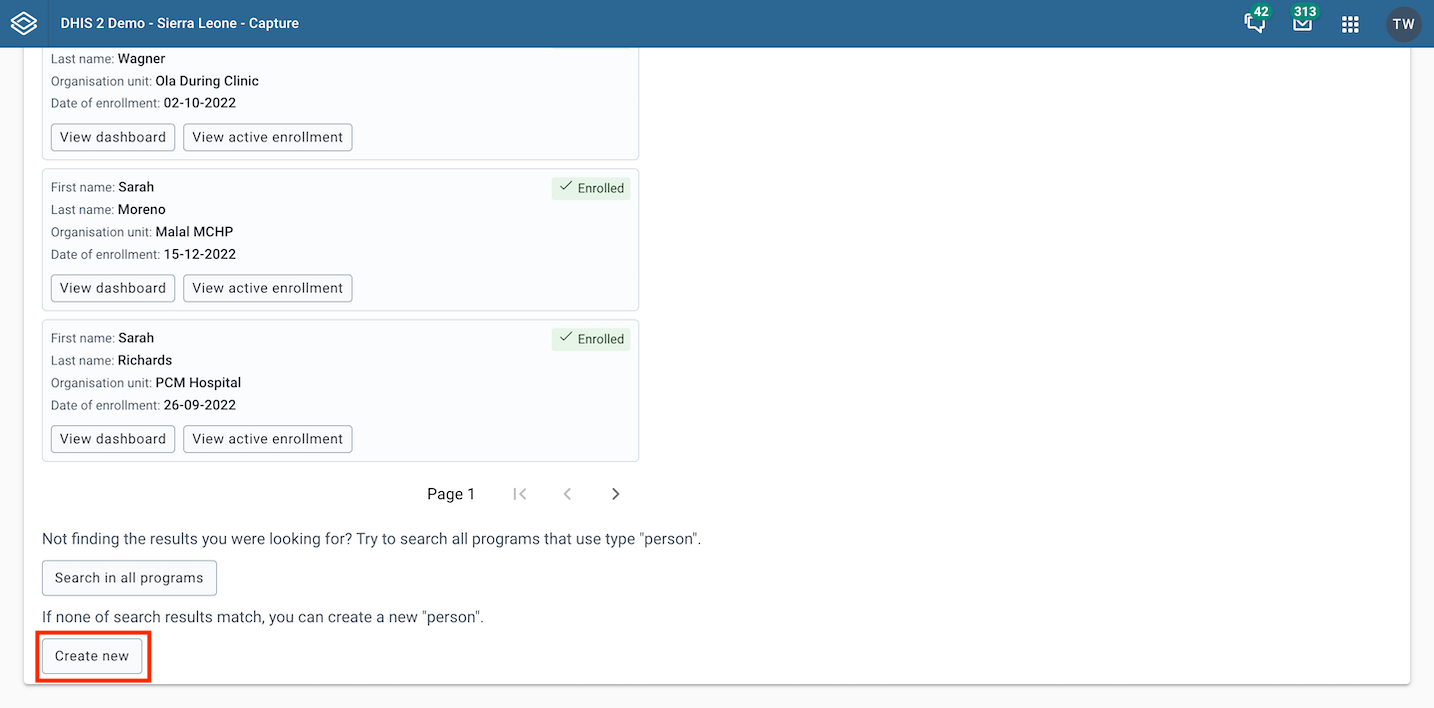 DHIS 2 Demo - Sierra Leone - Capture
42
313
TW
Last name: Wagner
Organisation unit: Ola During Clinic
Date of enrollment: 02-10-2022
View dashboard View active enrollment
First name: Sarah
Enrolled
Last name: Moreno
Organisation unit: Malal MCHP
Date of enrollment: 15-12-2022
View dashboard View active enrollment
First name: Sarah
Enrolled
Last name: Richards
Organisation unit: PCM Hospital
Date of enrollment: 26-09-2022
View dashboard View active enrollment
Page 1
Not finding the results you were looking for? Try to search all programs that use type "person".
Search in all programs
If none of search results match, you can create a new "person".
Create new